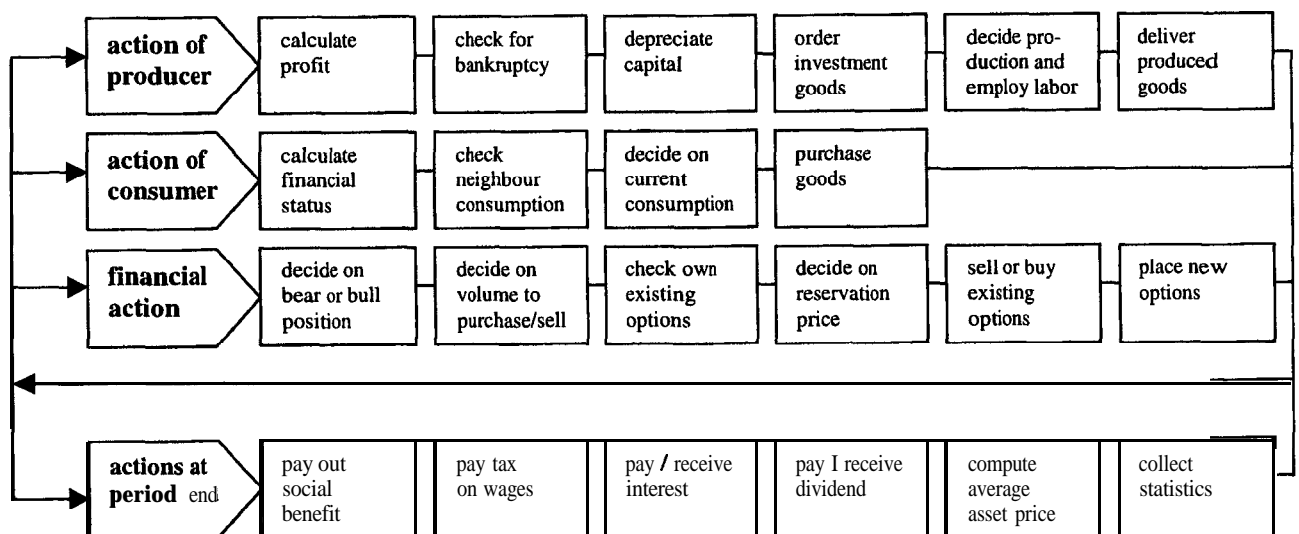 action of
producer
calculate
profit
check for
bankruptcy
depreciate
capital
order
investment
goods
decide pro-
duction and
employ labor
deliver
produced
goods
action of
consumer
calculate
financial
status
check
neighbour
consumption
decide on
current
consumption
purchase
goods
financial
action
decide on
bear or bull
position
decide on
volume to
purchase/sell
check own
existing
options
decide on
reservation
price
sell or buy
existing
options
place new
options
actions at
period end
pay out
social
benefit
pay tax
on wages
pay / receive
interest
pay I receive
dividend
compute
average
asset price
collect
statistics